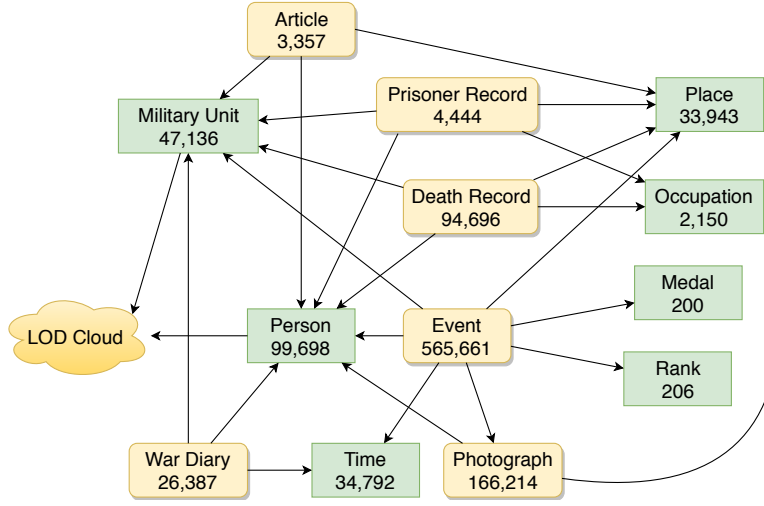 Article
3,357
Prisoner Record
4,444
Place
33,943
Military Unit
47,136
Death Record
94,696
Occupation
2,150
Medal
200
LOD Cloud
Person
99,698
Event
565,661
Rank
206
War Diary
26,387
Time
34,792
Photograph
166,214